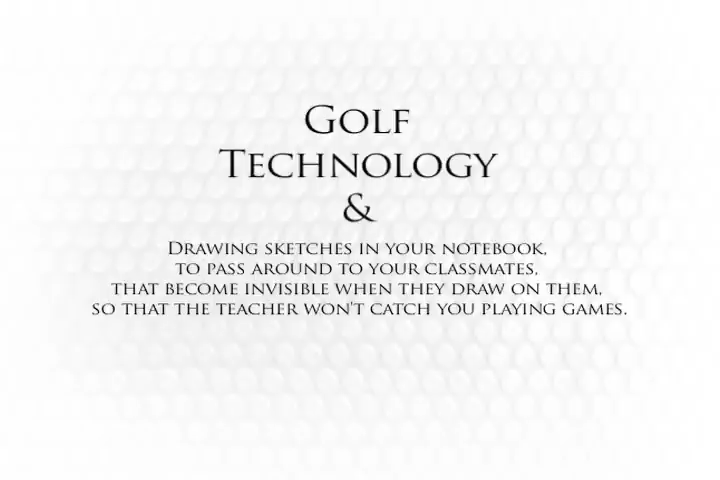 Golf
Technology
&
Drawing sketches in your notebook,
to pass around to your classmates,
that become invisible when they draw on them,
so that the teacher won't catch you playing games.